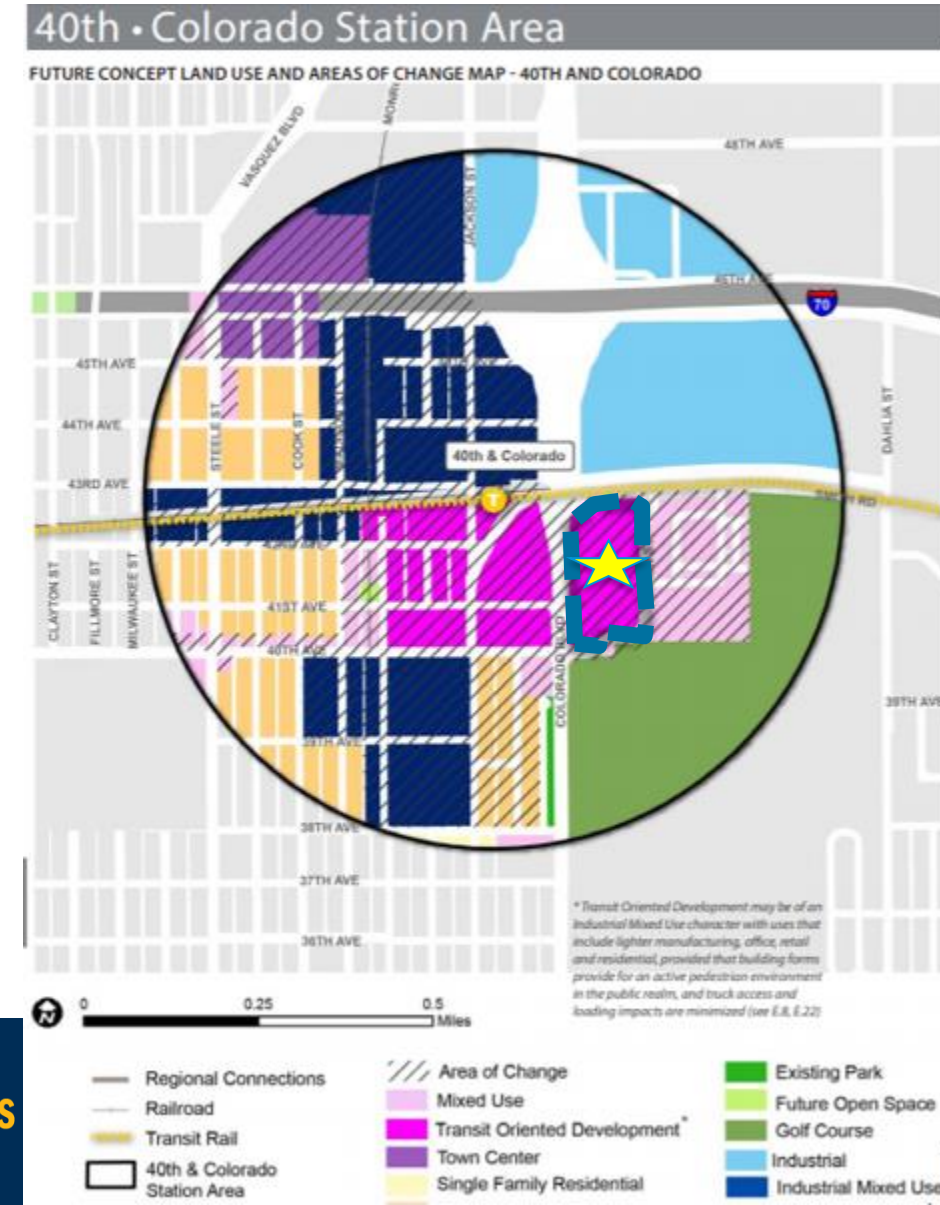 40th • Colorado Station Area
FUTURE CONCEPT LAND USE AND AREAS OF CHANGE MAP - 40TH AND COLORADO
VASQUEZ BLVD
48TH AVE
JACKSON ST
46TH AVE
70
45TH AVE
STEELE ST
COOK ST
44TH AVE
DAHLIA ST
40th & Colorado
43RD AVE
T
SMITH RD
CLAYTON ST
FILLMORE ST
MILWAUKEE ST
41ST AVE
40TH AVE
COLORADO BLVD
39TH AVE
39TH AVE
38TH AVE
37TH AVE
36TH AVE
* Transit Oriented Development may be of an
Industrial Mixed Use character with uses that
include lighter manufacturing, office, retail
and residential, provided that building forms
provide for an active pedestrian environment
in the public realm, and truck access and
loading impacts are minimized (see E.8, E.22)
N
0 0.25 0.5
Miles
Regional Connections
Railroad
Transit Rail
40th & Colorado
Station Area
Area of Change
Mixed Use
Transit Oriented Development*
Town Center
Single Family Residential
Existing Park
Future Open Space
Golf Course
Industrial
Industrial Mixed Use
S